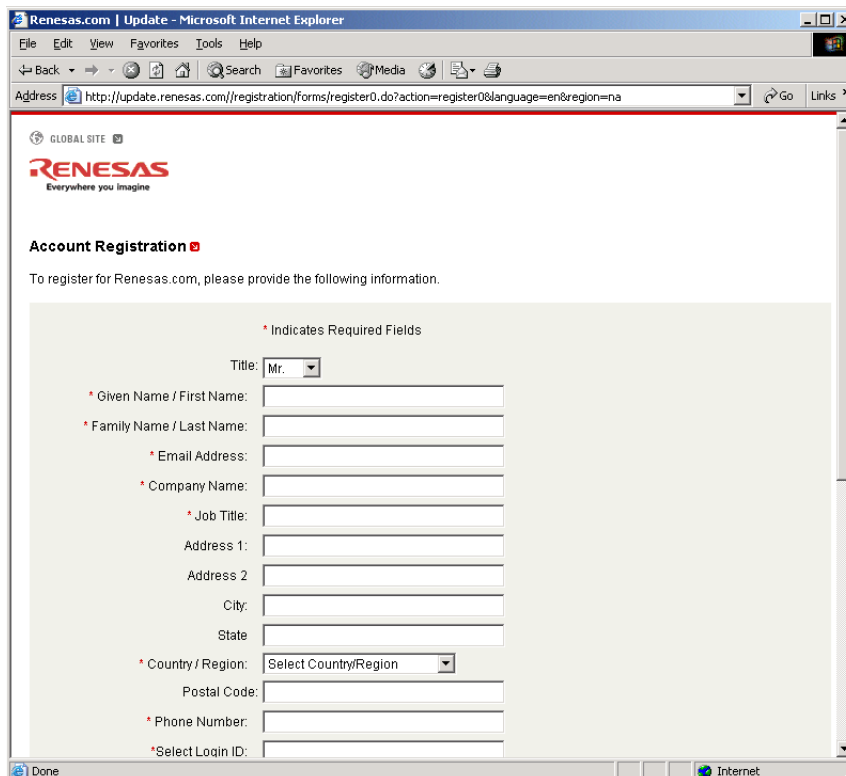 Renesas.com | Update - Microsoft Internet Explorer
File Edit View Favorites Tools Help
Back Search Favorites Media
Address http://update.renesas.com//registration/forms/register0.do?action=register0&language=en&region=na Go Links
GLOBAL SITE
RENESAS
Everywhere you imagine
Account Registration
To register for Renesas.com, please provide the following information.
* Indicates Required Fields
Title: Mr.
* Given Name / First Name:
* Family Name / Last Name:
* Email Address:
* Company Name:
* Job Title:
Address 1:
Address 2
City:
State
* Country / Region: Select Country/Region
Postal Code:
* Phone Number:
*Select Login ID:
Done Internet